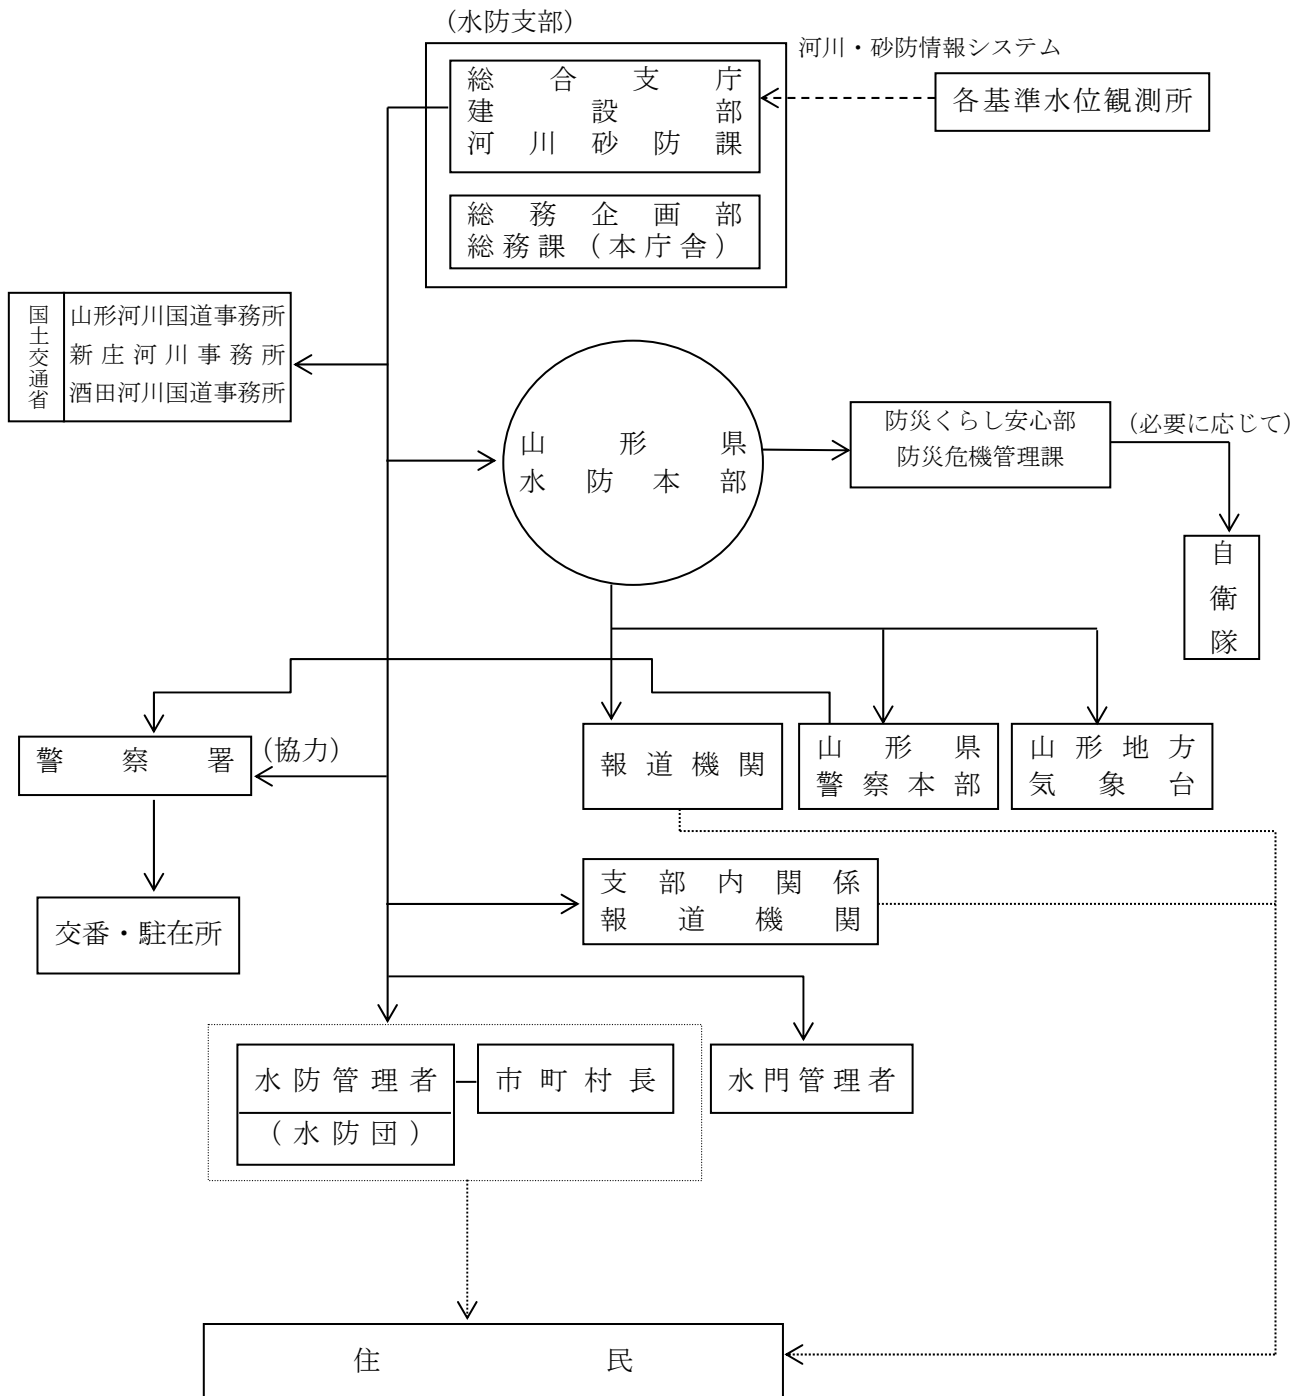 (水防支部)
河川・砂防情報システム
総合支庁
建設部
河川砂防課
各基準水位観測所
総務企画部
総務課(本庁舎)
国土交通省
山形河川国道事務所
新庄河川事務所
酒田河川国道事務所
山形県
水防本部
防災くらし安心部
防災危機管理課
(必要に応じて)
自衛隊
警察署
(協力)
報道機関
山形県
警察本部
山形地方
気象台
交番・駐在所
支部内関係
報道機関
水防管理者
(水防団)
市町村長
水門管理者
住民